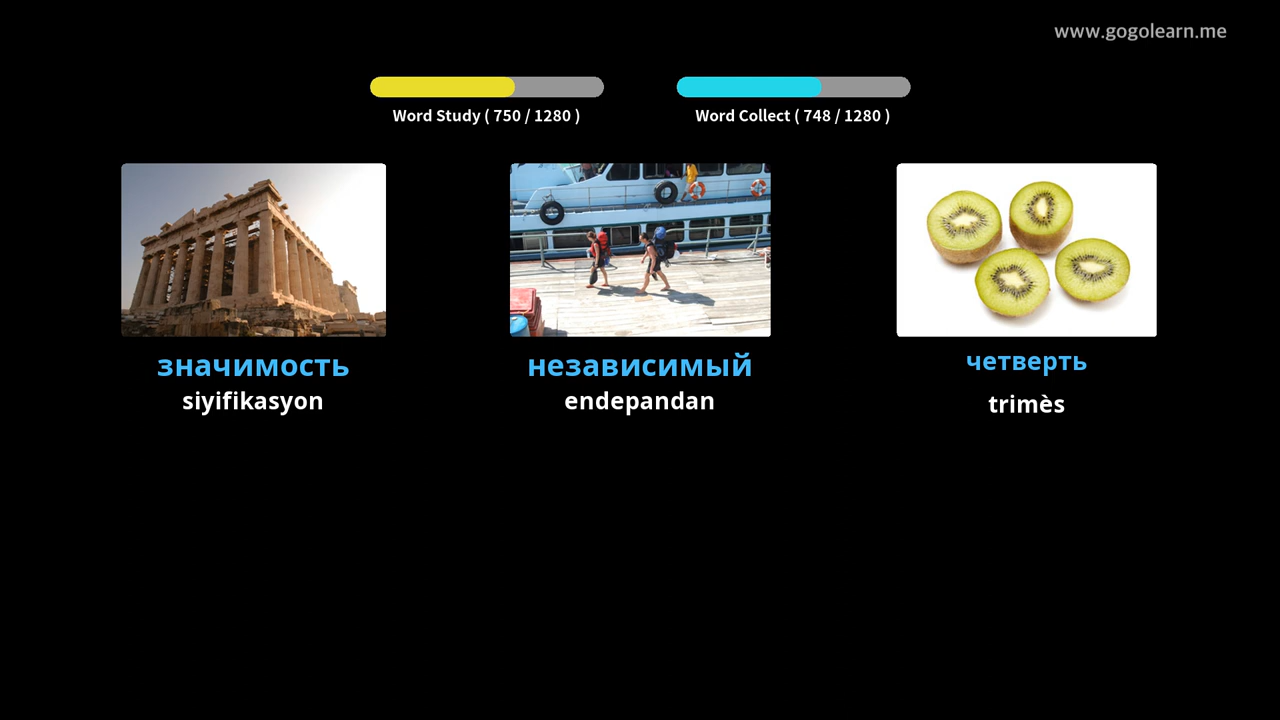 www.gogolearn.me
Word Study ( 750 / 1280 )
Word Collect ( 748 / 1280 )
значимость
siyifikasyon
независимый
endepandan
четверть
trimès